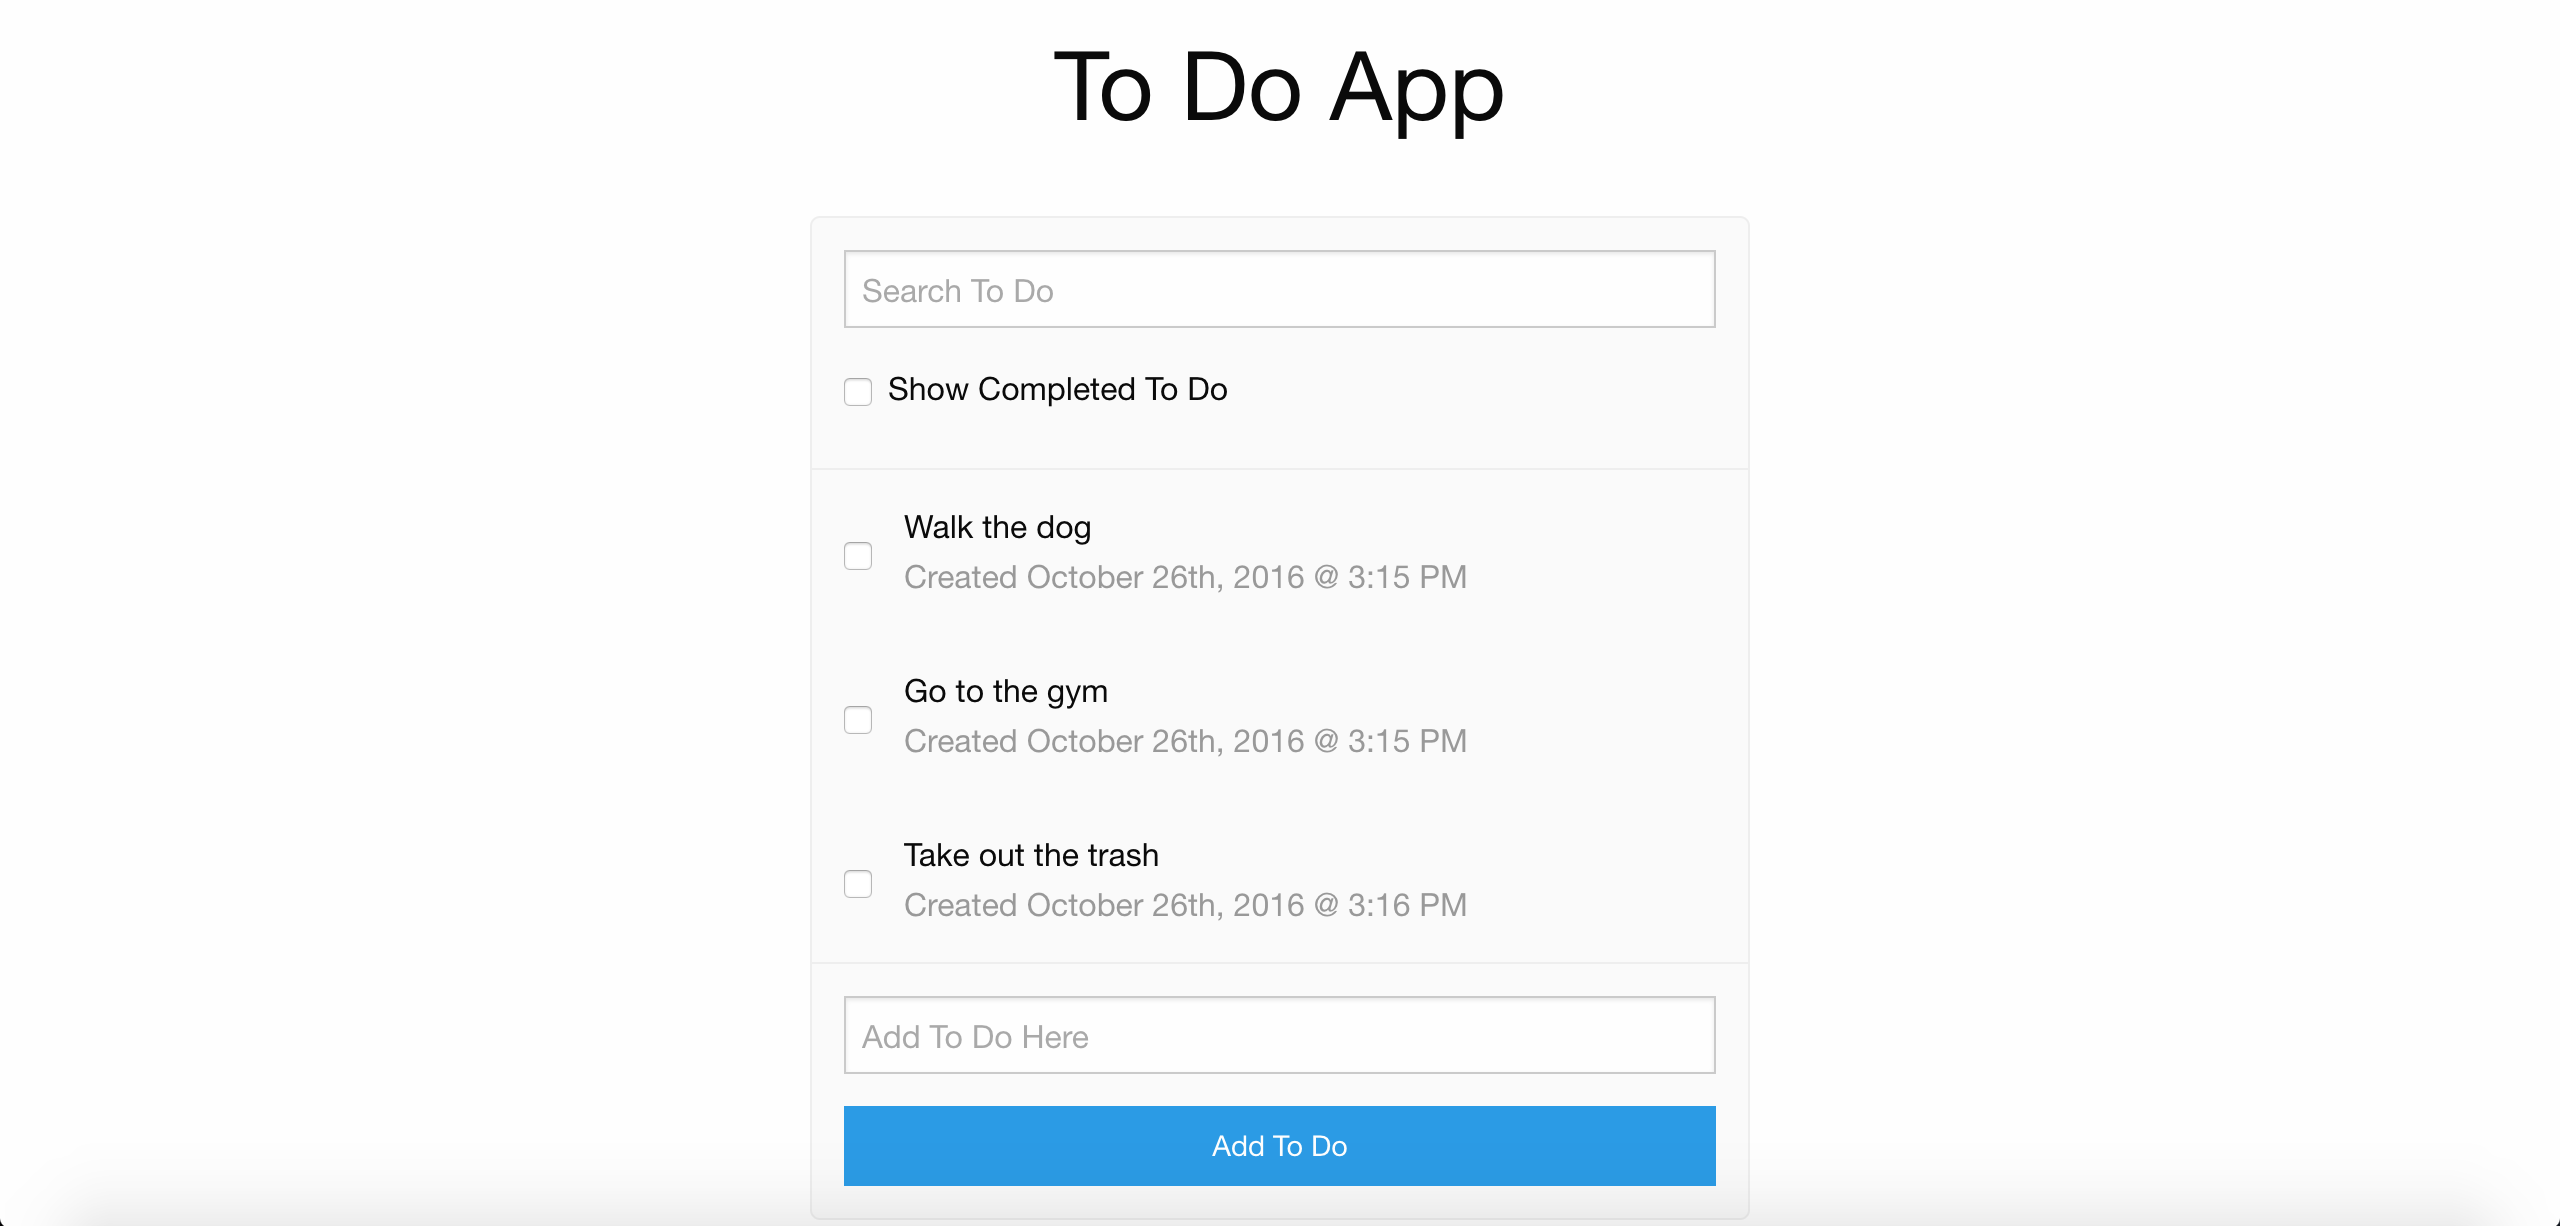 To Do App
Search To Do
Show Completed To Do
Walk the dog
Created October 26th, 2016 @ 3:15 PM
Go to the gym
Created October 26th, 2016 @ 3:15 PM
Take out the trash
Created October 26th, 2016 @ 3:16 PM
Add To Do Here
Add To Do